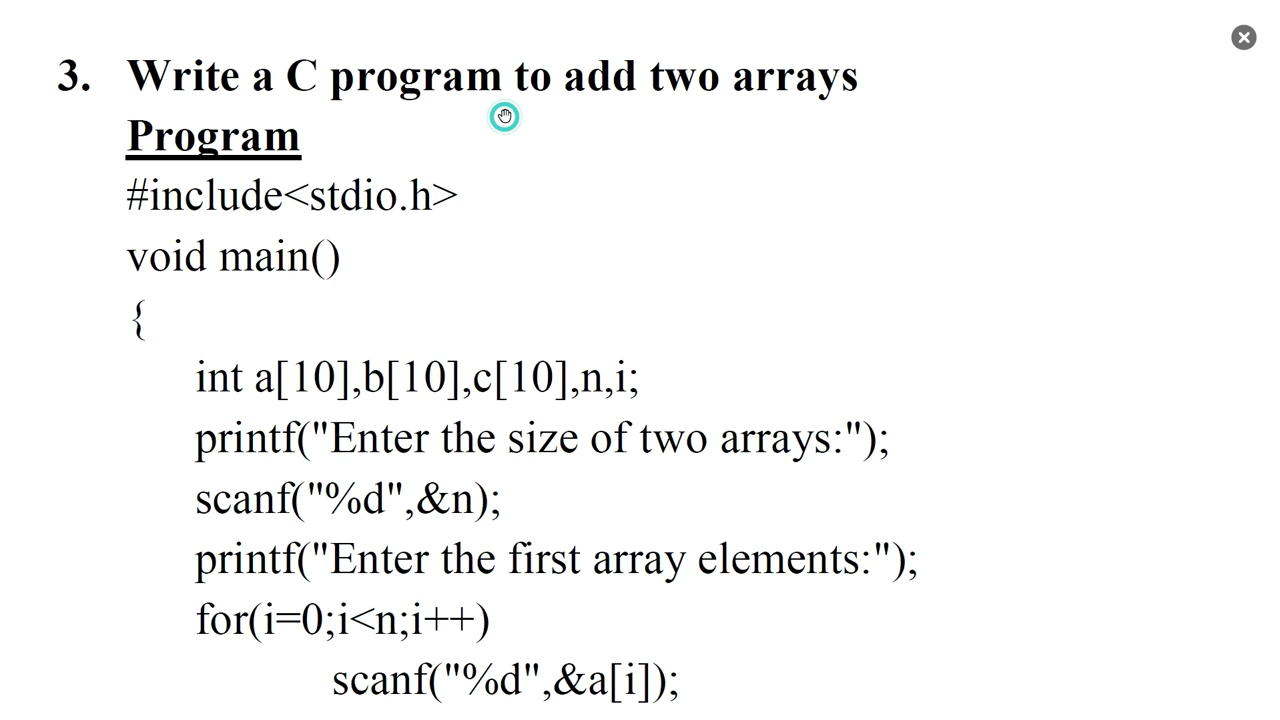 3. Write a C program to add two arrays
Program
#include<stdio.h>
void main()
{
int a[10],b[10],c[10],n,i;
printf("Enter the size of two arrays:");
scanf("%d",&n);
printf("Enter the first array elements:");
for(i=0;i<n;i++)
scanf("%d",&a[i]);